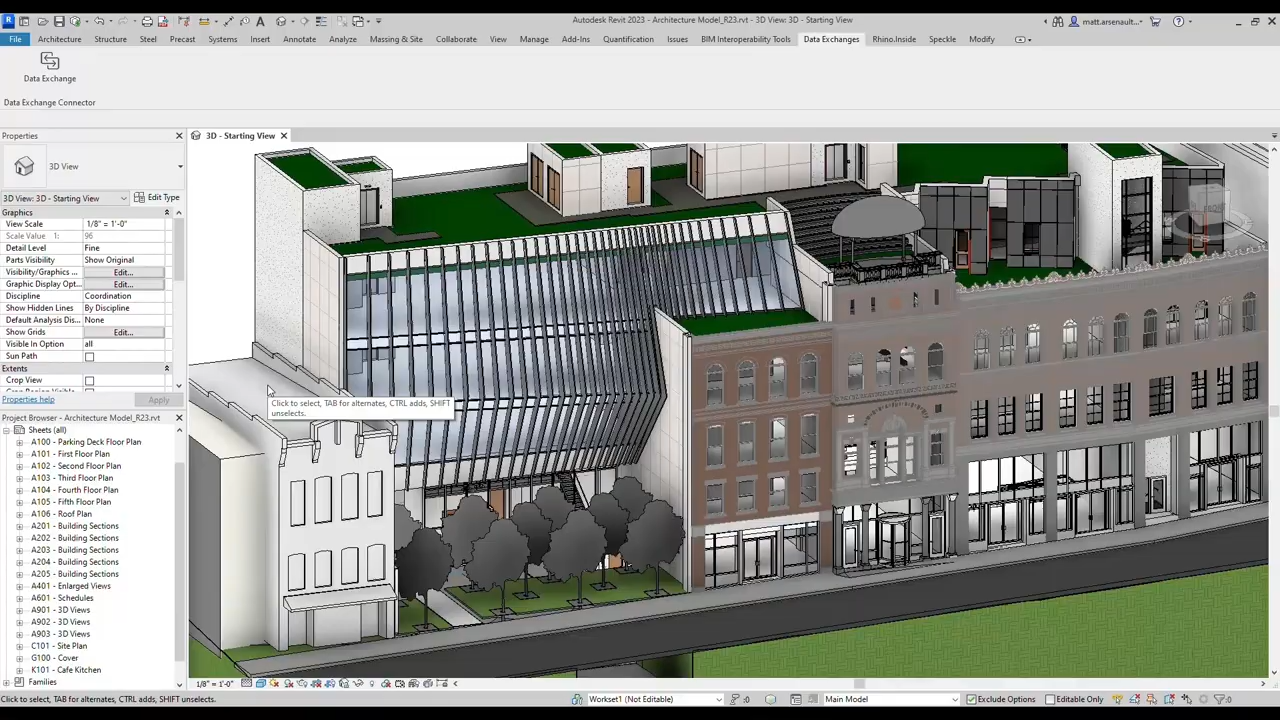 Autodesk Revit 2023 - Architecture Model_R23.rvt - 3D View: 3D - Starting View
matt.arsenault...
File Architecture Structure Steel Precast Systems Insert Annotate Analyze Massing & Site Collaborate View Manage Add-Ins Quantification Issues BIM Interoperability Tools Data Exchanges Rhino.Inside Speckle Modify
Data Exchange
Data Exchange Connector
Properties
3D - Starting View
3D View
3D View: 3D - Starting View
Edit Type
Graphics
View Scale 1/8" = 1'-0"
Scale Value 1: 96
Detail Level Fine
Parts Visibility Show Original
Visibility/Graphics ... Edit...
Graphic Display Opt... Edit...
Discipline Coordination
Show Hidden Lines By Discipline
Default Analysis Dis... None
Show Grids Edit...
Visible In Option all
Sun Path
Extents
Crop View
Properties help
Apply
Project Browser - Architecture Model_R23.rvt
Sheets (all)
A100 - Parking Deck Floor Plan
A101 - First Floor Plan
A102 - Second Floor Plan
A103 - Third Floor Plan
A104 - Fourth Floor Plan
A105 - Fifth Floor Plan
A106 - Roof Plan
A201 - Building Sections
A202 - Building Sections
A203 - Building Sections
A204 - Building Sections
A205 - Building Sections
A401 - Enlarged Views
A601 - Schedules
A901 - 3D Views
A902 - 3D Views
A903 - 3D Views
C101 - Site Plan
G100 - Cover
K101 - Cafe Kitchen
Families
FRONT
Click to select, TAB for alternates, CTRL adds, SHIFT
unselects.
1/8" = 1'-0"
Click to select, TAB for alternates, CTRL adds, SHIFT unselects.
Workset1 (Not Editable)
:0
Main Model
Exclude Options
Editable Only
:0